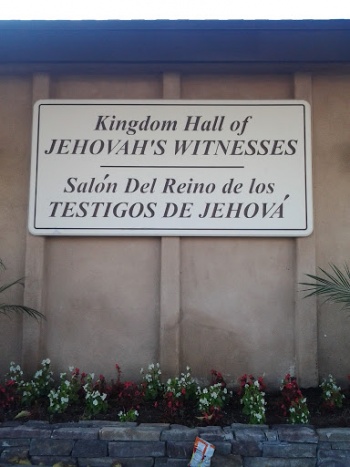 Kingdom Hall of
JEHOVAH'S WITNESSES
Salón Del Reino de los
TESTIGOS DE JEHOVÁ